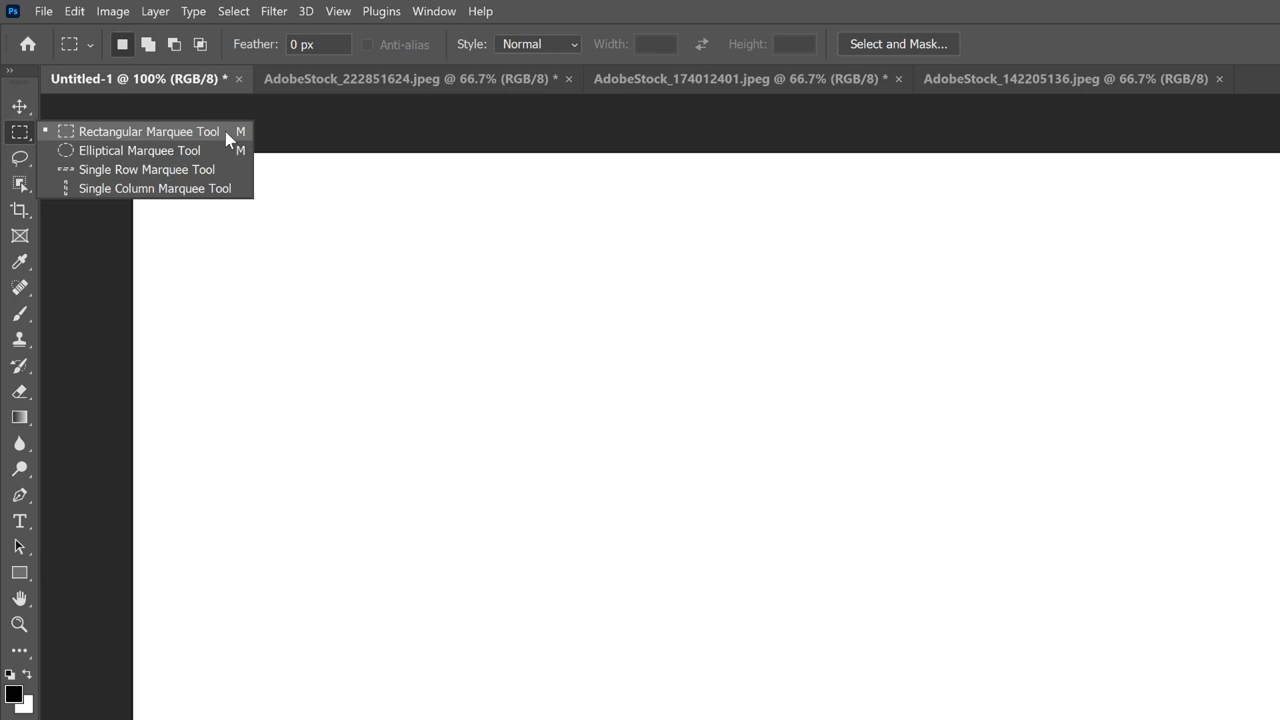 Ps File Edit Image Layer Type Select Filter 3D View Plugins Window Help
Feather: 0 px Anti-alias Style: Normal Width: Height: Select and Mask...
Untitled-1 @ 100% (RGB/8) * × AdobeStock_222851624.jpeg @ 66.7% (RGB/8) * × AdobeStock_174012401.jpeg @ 66.7% (RGB/8) * × AdobeStock_142205136.jpeg @ 66.7% (RGB/8) ×
Rectangular Marquee Tool M
Elliptical Marquee Tool M
Single Row Marquee Tool
Single Column Marquee Tool